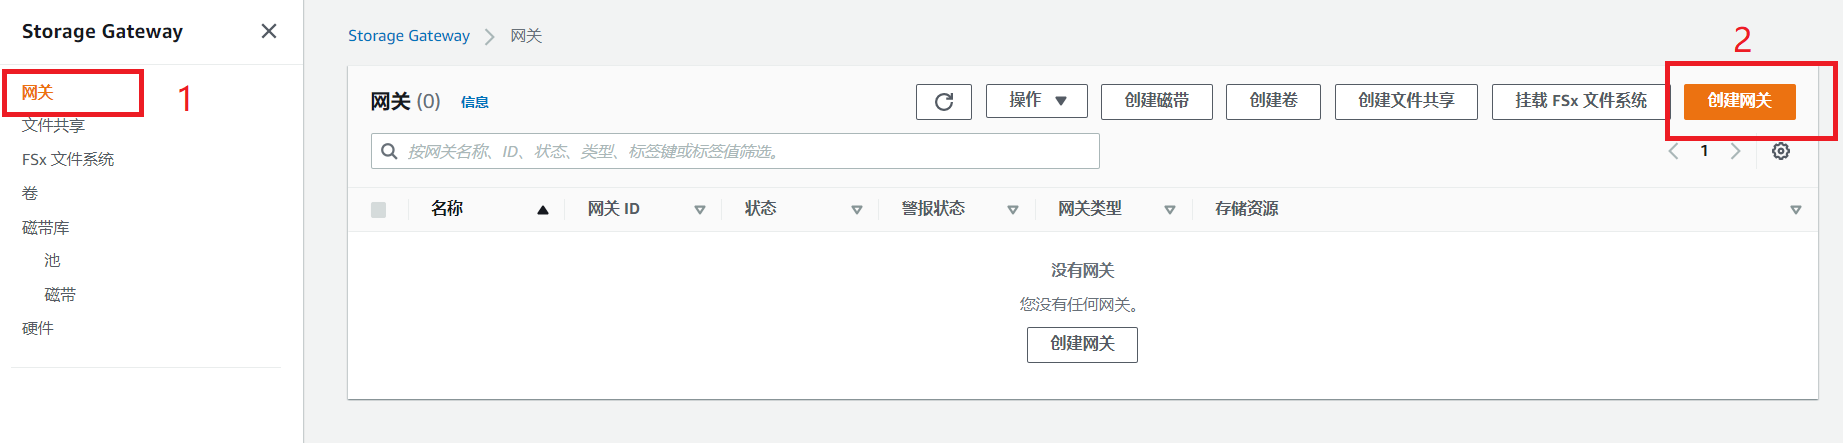 Storage Gateway
网关
1
文件共享
FSx 文件系统
卷
磁带库
池
磁带
硬件
Storage Gateway > 网关
2
网关 (0) 信息
操作 创建磁带 创建卷 创建文件共享 挂载 FSx 文件系统 创建网关
按网关名称、ID、状态、类型、标签键或标签值筛选。
1
名称 网关 ID 状态 警报状态 网关类型 存储资源
没有网关
您没有任何网关。
创建网关